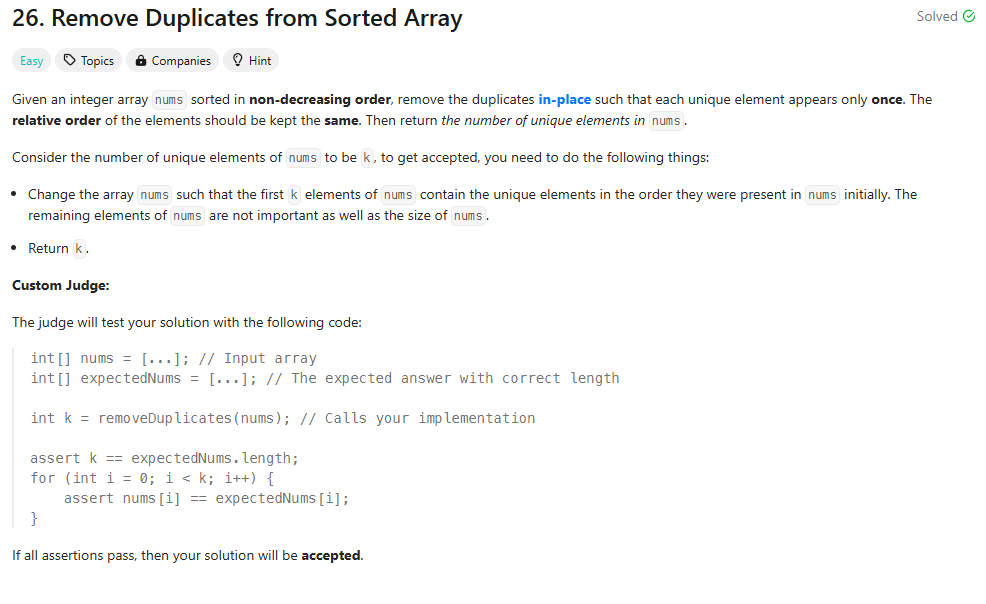 26. Remove Duplicates from Sorted Array
Solved
Easy Topics Companies Hint
Given an integer array nums sorted in non-decreasing order, remove the duplicates in-place such that each unique element appears only once. The
relative order of the elements should be kept the same. Then return the number of unique elements in nums.
Consider the number of unique elements of nums to be k, to get accepted, you need to do the following things:
• Change the array nums such that the first k elements of nums contain the unique elements in the order they were present in nums initially. The
remaining elements of nums are not important as well as the size of nums.
• Return k.
Custom Judge:
The judge will test your solution with the following code:
int[] nums = [...]; // Input array
int[] expectedNums = [...]; // The expected answer with correct length
int k = removeDuplicates(nums); // Calls your implementation
assert k == expectedNums.length;
for (int i = 0; i < k; i++) {
    assert nums[i] == expectedNums[i];
}
If all assertions pass, then your solution will be accepted.